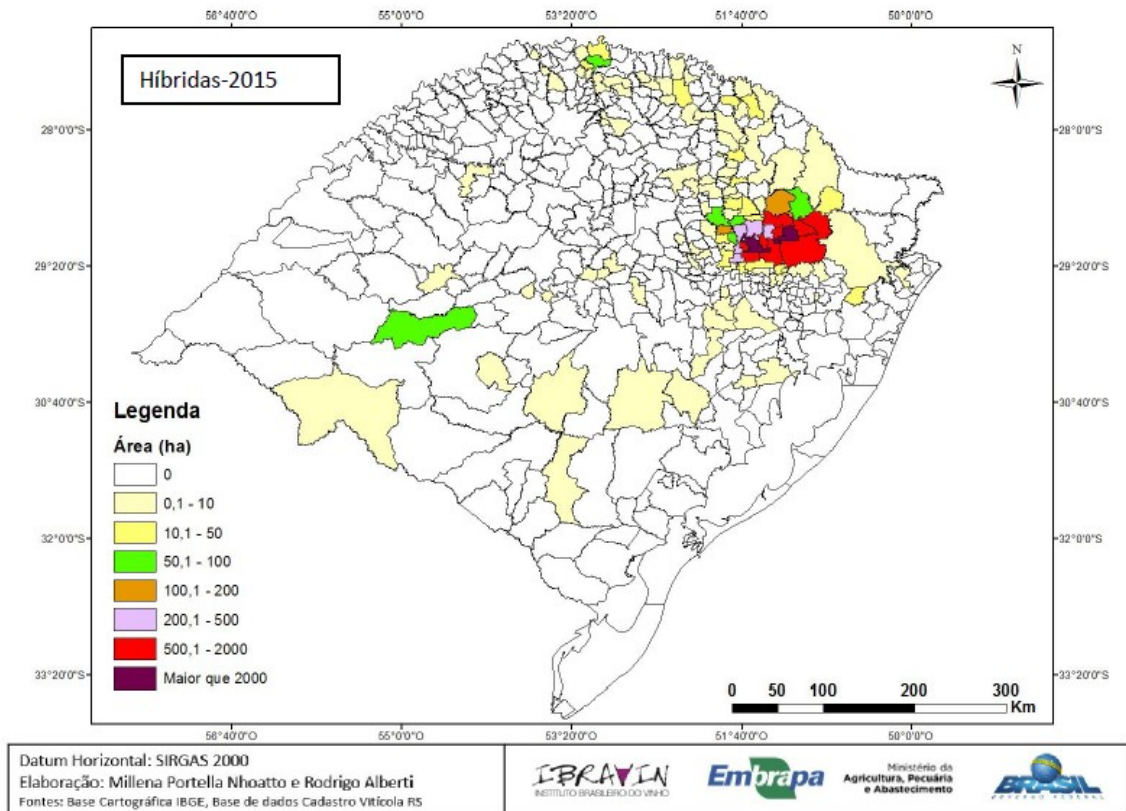 56°40'0"O 55°0'0"O 53°20'0"O 51°40'0"O 50°0'0"O
Híbridas-2015
N
28°0'0"S 28°0'0"S
29°20'0"S 29°20'0"S
30°40'0"S 30°40'0"S
32°0'0"S 32°0'0"S
33°20'0"S 33°20'0"S
Legenda
Área (ha)
0
0,1 - 10
10,1 - 50
50,1 - 100
100,1 - 200
200,1 - 500
500,1 - 2000
Maior que 2000
0 50 100 200 300
Km
56°40'0"O 55°0'0"O 53°20'0"O 51°40'0"O 50°0'0"O
Datum Horizontal: SIRGAS 2000
Elaboração: Millena Portella Nhoatto e Rodrigo Alberti
Fontes: Base Cartográfica IBGE, Base de dados Cadastro Vitícola RS
IBRAVIN
INSTITUTO BRASILEIRO DO VINHO
Embrapa
Ministério da
Agricultura, Pecuária
e Abastecimento
BRASIL
GOVERNO FEDERAL